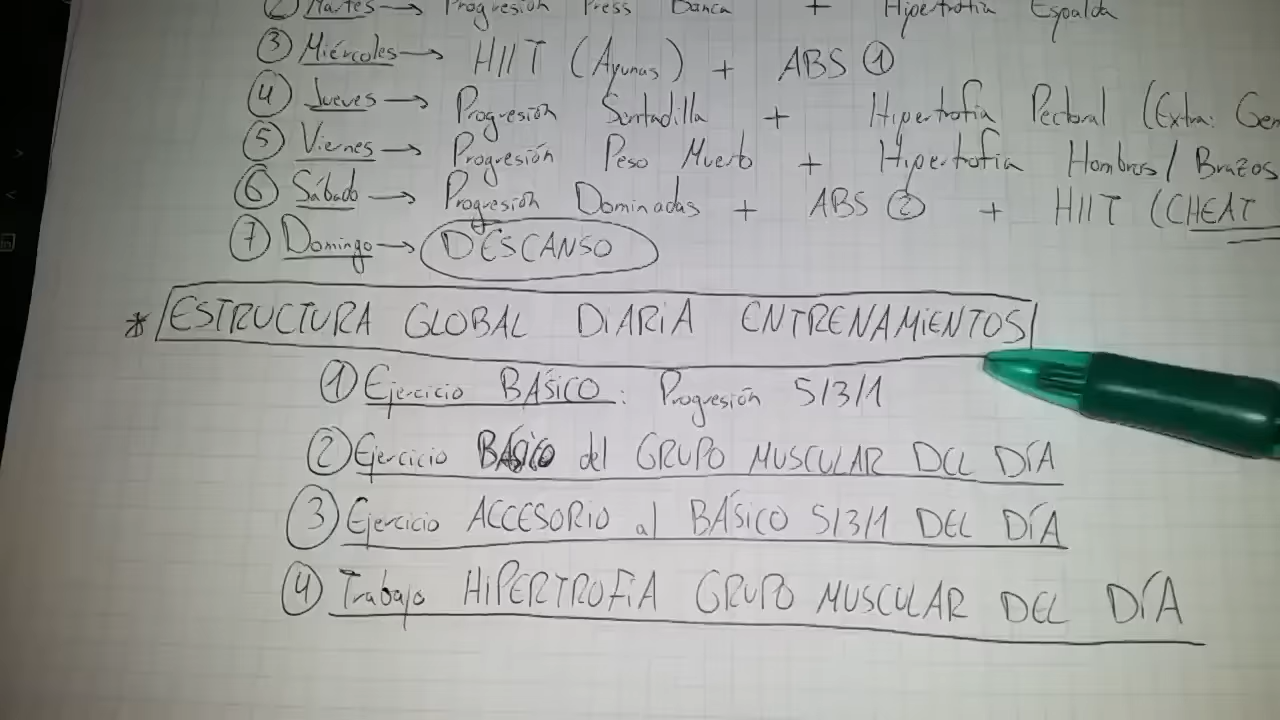 ② Martes → Progresión Press Banca + Hipertrofia Espalda
③ Miércoles → HIIT (Ayunas) + ABS ①
④ Jueves → Progresión Sentadilla + Hipertrofia Pectoral (Extra: Gem
⑤ Viernes → Progresión Peso Muerto + Hipertrofia Hombros / Brazos
⑥ Sábado → Progresión Dominadas + ABS ② + HIIT (CHEAT
⑦ Domingo → DESCANSO
* ESTRUCTURA GLOBAL DIARIA ENTRENAMIENTOS
① Ejercicio BÁSICO: Progresión 5/3/1
② Ejercicio BÁSICO del GRUPO MUSCULAR DEL DÍA
③ Ejercicio ACCESORIO al BÁSICO 5/3/1 DEL DÍA
④ Trabajo HIPERTROFIA GRUPO MUSCULAR DEL DÍA